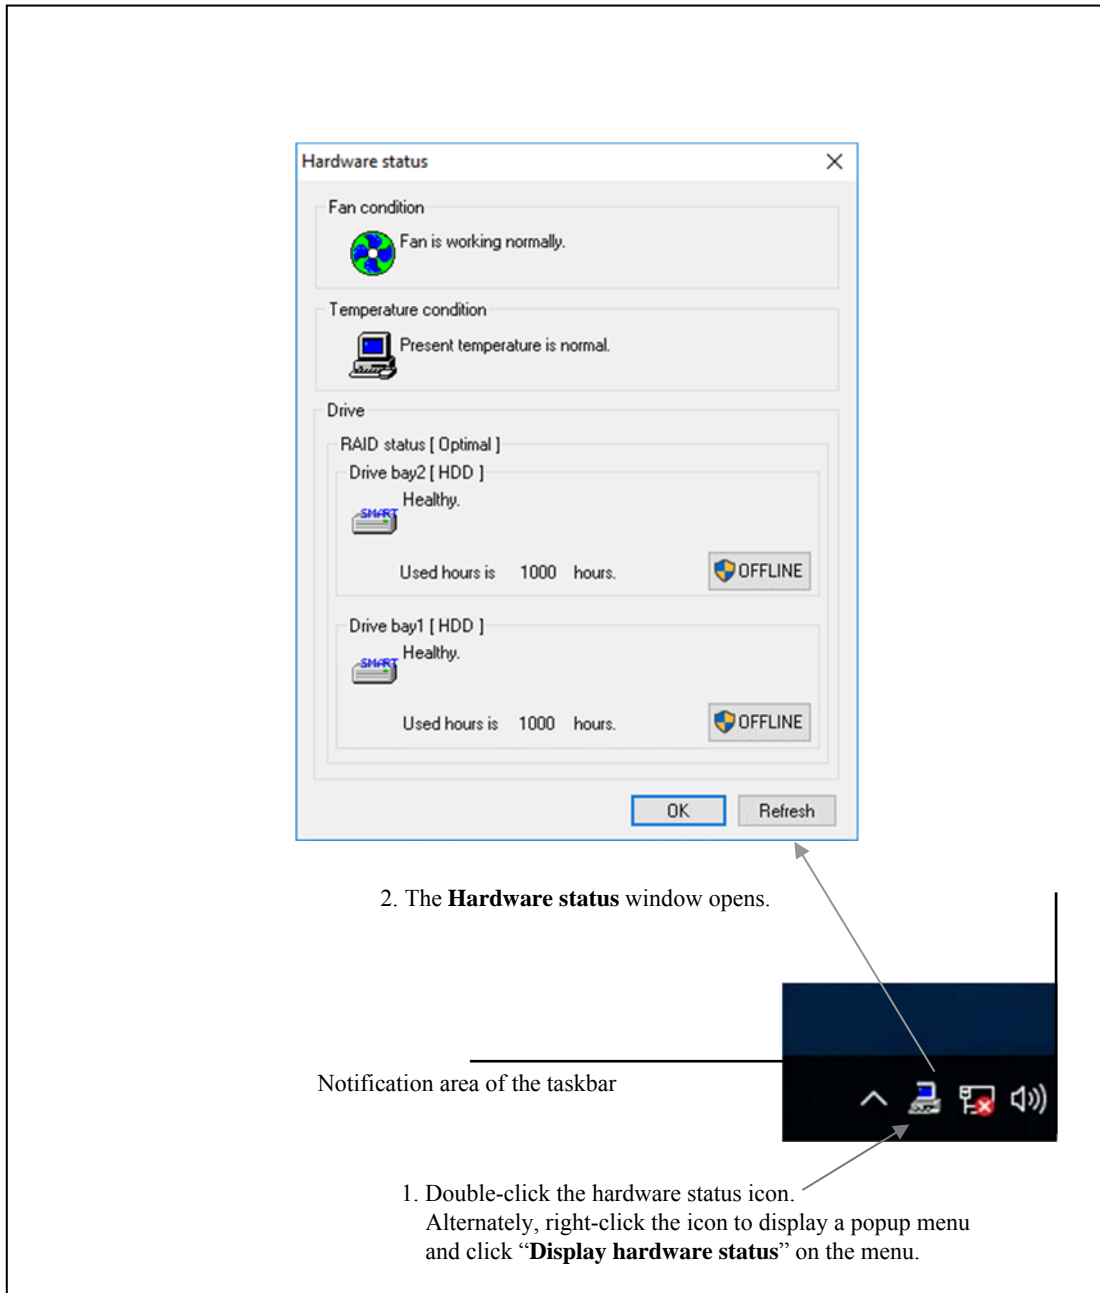 Hardware status
Fan condition
Fan is working normally.
Temperature condition
Present temperature is normal.
Drive
RAID status [ Optimal ]
Drive bay2 [ HDD ]
SMART
Healthy.
Used hours is 1000 hours.
OFFLINE
Drive bay1 [ HDD ]
SMART
Healthy.
Used hours is 1000 hours.
OFFLINE
OK
Refresh
2. The Hardware status window opens.
Notification area of the taskbar
1. Double-click the hardware status icon.
Alternately, right-click the icon to display a popup menu
and click “Display hardware status” on the menu.